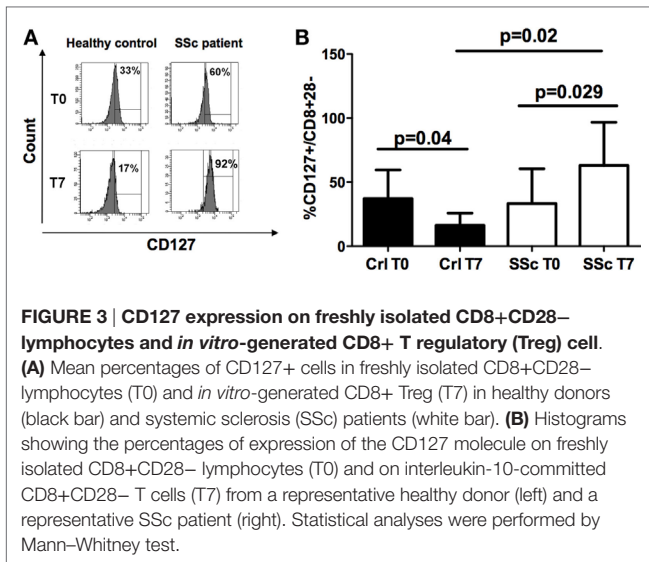 A
Healthy control SSc patient
T0
33%
60%
T7
17%
92%
Count
CD127
B
%CD127+/CD8+28-
150
100
50
0
p=0.02
p=0.029
p=0.04
Crl T0 Crl T7 SSc T0 SSc T7
FIGURE 3 | CD127 expression on freshly isolated CD8+CD28−
lymphocytes and in vitro-generated CD8+ T regulatory (Treg) cell.
(A) Mean percentages of CD127+ cells in freshly isolated CD8+CD28−
lymphocytes (T0) and in vitro-generated CD8+ Treg (T7) in healthy donors
(black bar) and systemic sclerosis (SSc) patients (white bar). (B) Histograms
showing the percentages of expression of the CD127 molecule on freshly
isolated CD8+CD28− lymphocytes (T0) and on interleukin-10-committed
CD8+CD28− T cells (T7) from a representative healthy donor (left) and a
representative SSc patient (right). Statistical analyses were performed by
Mann–Whitney test.